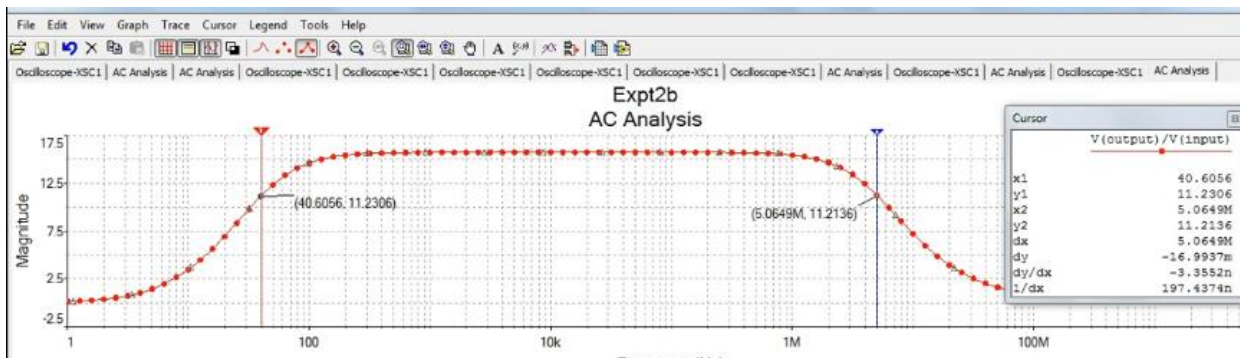 File Edit View Graph Trace Cursor Legend Tools Help
Oscilloscope-XSC1 AC Analysis AC Analysis Oscilloscope-XSC1 Oscilloscope-XSC1 Oscilloscope-XSC1 Oscilloscope-XSC1 Oscilloscope-XSC1 Oscilloscope-XSC1 AC Analysis Oscilloscope-XSC1 AC Analysis Oscilloscope-XSC1 AC Analysis
Expt2b
AC Analysis
Magnitude
17.5
12.5
7.5
2.5
-2.5
(40.6056, 11.2306)
(5.0649M, 11.2136)
1 100 10k 1M 100M
Cursor
V(output)/V(input)
x1 40.6056
y1 11.2306
x2 5.0649M
y2 11.2136
dx 5.0649M
dy -16.9937m
dy/dx -3.3552n
1/dx 197.4374n